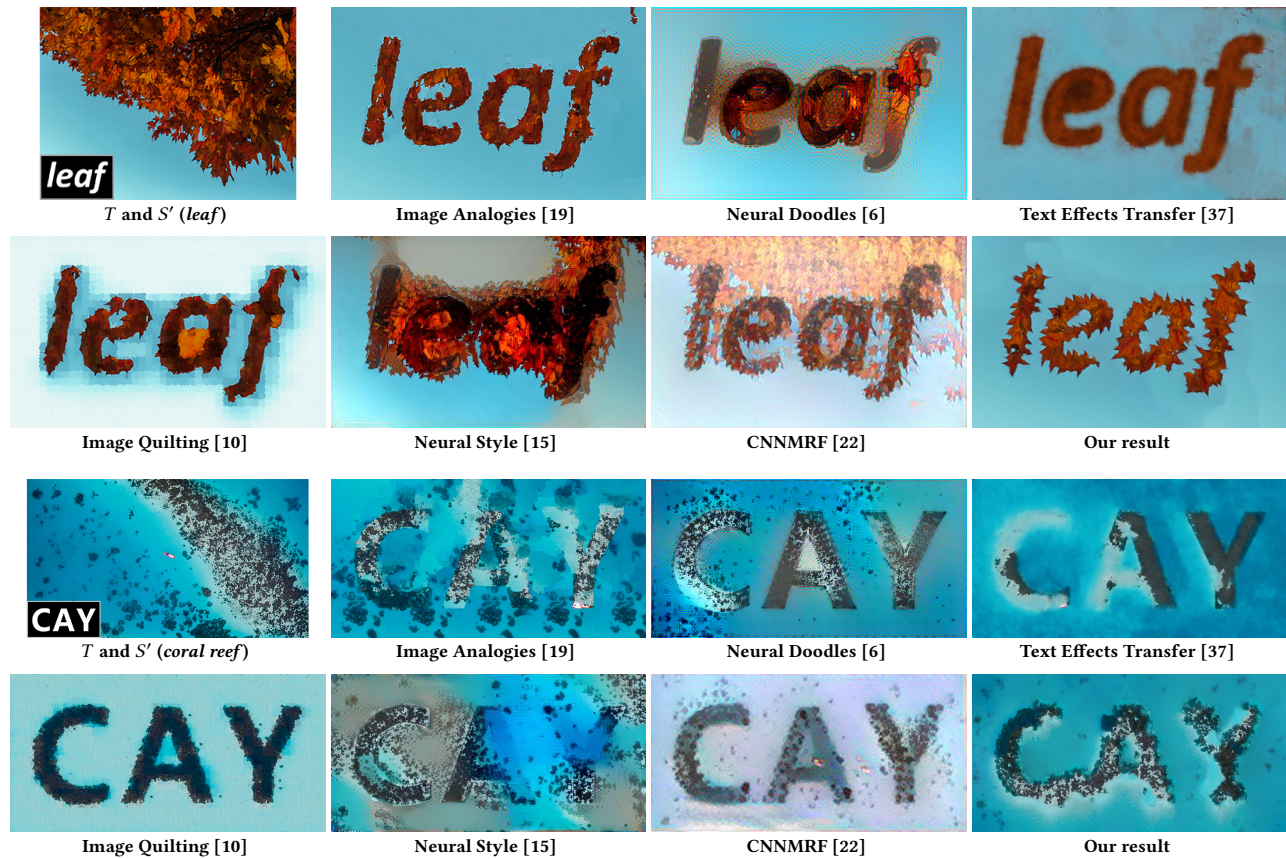 leaf
leaf leaf leaf
T and S′ (leaf) Image Analogies [19] Neural Doodles [6] Text Effects Transfer [37]
leaf leaf leaf leaf
Image Quilting [10] Neural Style [15] CNNMRF [22] Our result
CAY
CAY CAY CAY
T and S′ (coral reef) Image Analogies [19] Neural Doodles [6] Text Effects Transfer [37]
CAY CAY CAY CAY
Image Quilting [10] Neural Style [15] CNNMRF [22] Our result